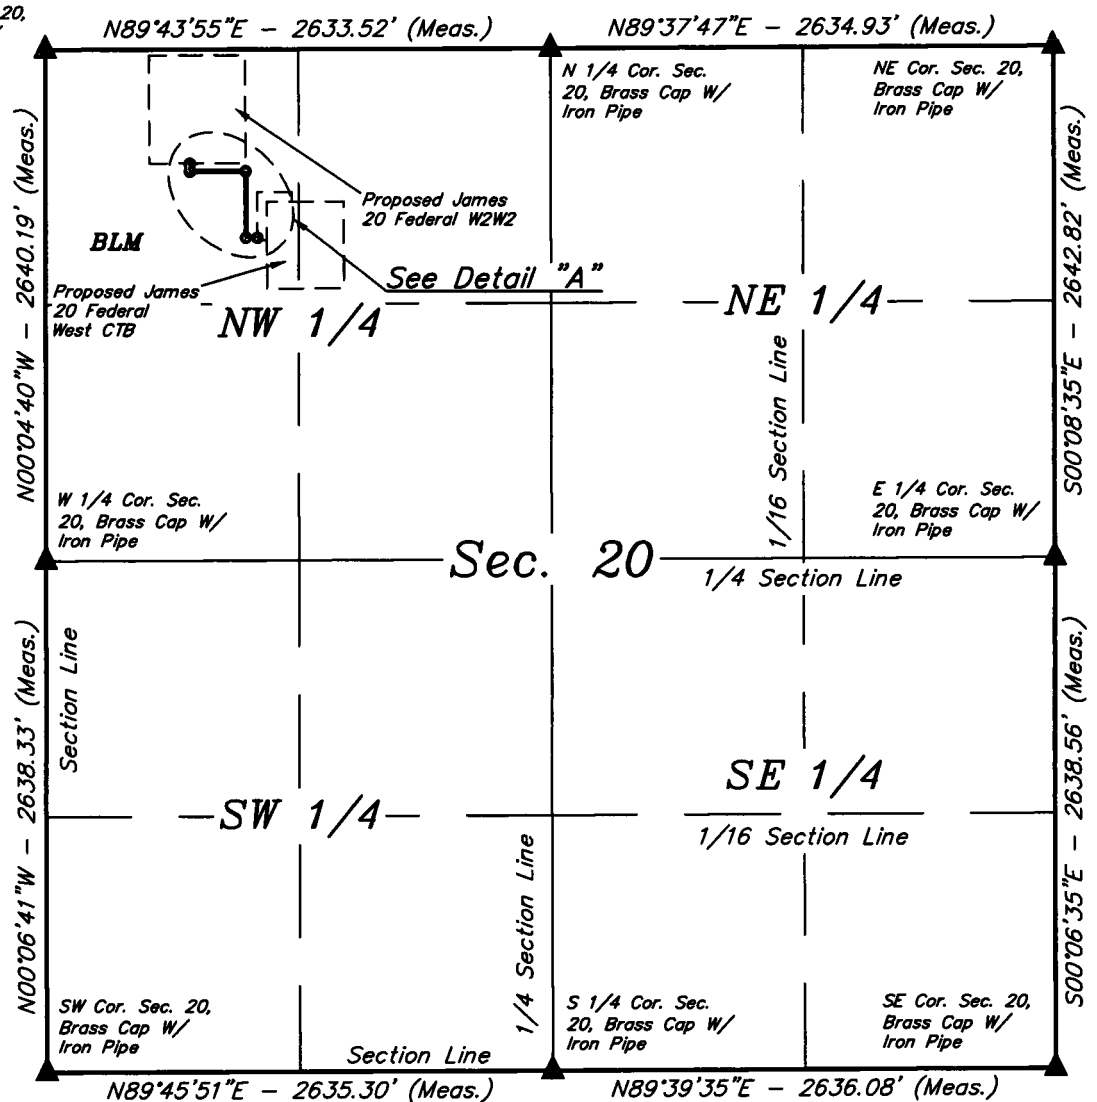 20,
N89°43'55"E - 2633.52' (Meas.)
N89°37'47"E - 2634.93' (Meas.)
N 1/4 Cor. Sec.
20, Brass Cap W/
Iron Pipe
NE Cor. Sec. 20,
Brass Cap W/
Iron Pipe
N00°04'40"W - 2640.19' (Meas.)
S00°08'35"E - 2642.82' (Meas.)
Proposed James
20 Federal W2W2
BLM
See Detail "A"
Proposed James
20 Federal
West CTB
NW 1/4
NE 1/4
1/16 Section Line
W 1/4 Cor. Sec.
20, Brass Cap W/
Iron Pipe
E 1/4 Cor. Sec.
20, Brass Cap W/
Iron Pipe
Sec. 20
1/4 Section Line
Section Line
N00°06'41"W - 2638.33' (Meas.)
S00°06'35"E - 2638.56' (Meas.)
SW 1/4
SE 1/4
1/16 Section Line
1/4 Section Line
SW Cor. Sec. 20,
Brass Cap W/
Iron Pipe
S 1/4 Cor. Sec.
20, Brass Cap W/
Iron Pipe
SE Cor. Sec. 20,
Brass Cap W/
Iron Pipe
Section Line
N89°45'51"E - 2635.30' (Meas.)
N89°39'35"E - 2636.08' (Meas.)